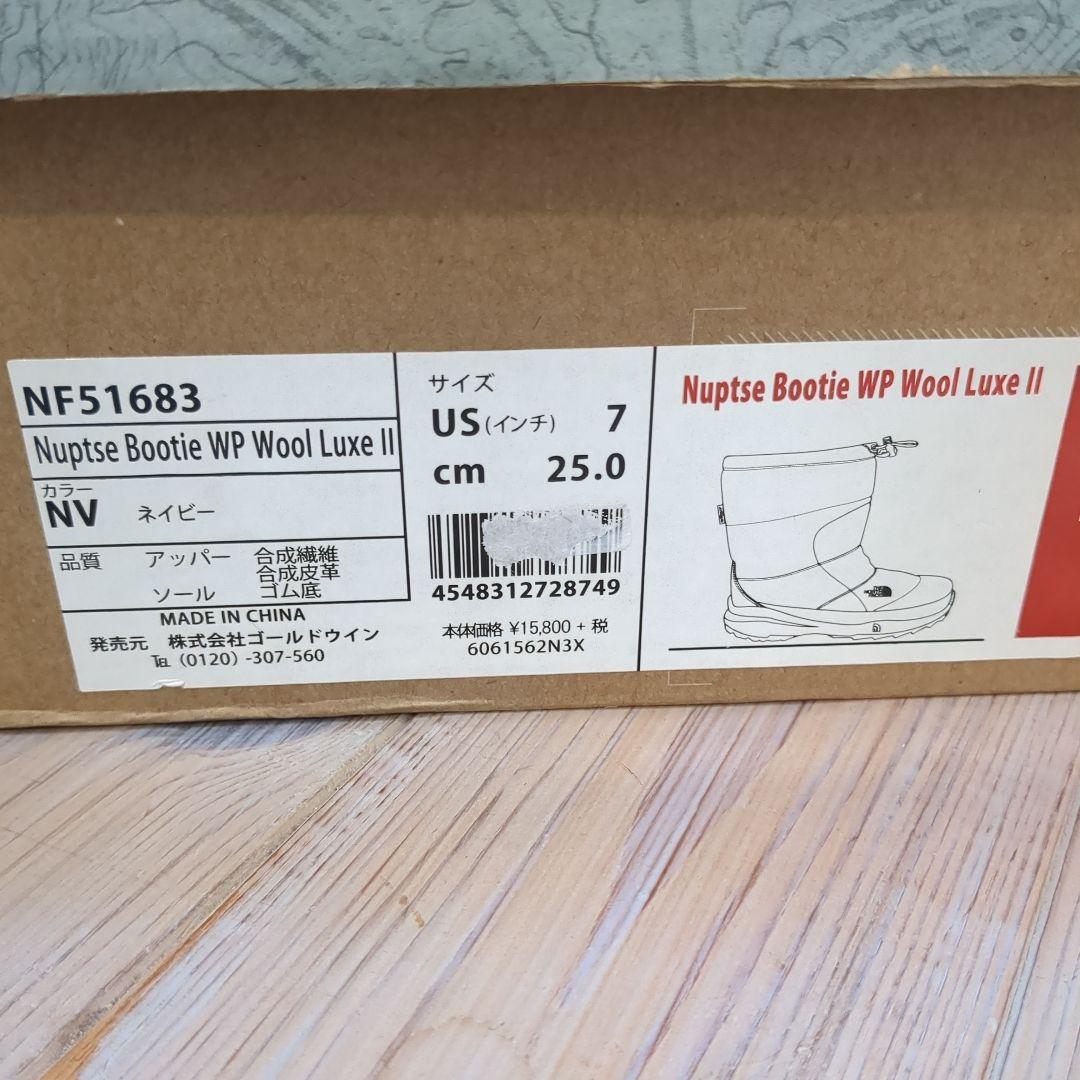 NF51683
Nuptse Bootie WP Wool Luxe II
カラー
NV ネイビー
品質 アッパー 合成繊維
合成皮革
ソール ゴム底
MADE IN CHINA
発売元 株式会社ゴールドウイン
℡ (0120) -307-560
サイズ
US (インチ) 7
cm 25.0
4548312728749
本体価格 ¥15,800 + 税
6061562N3X
Nuptse Bootie WP Wool Luxe II